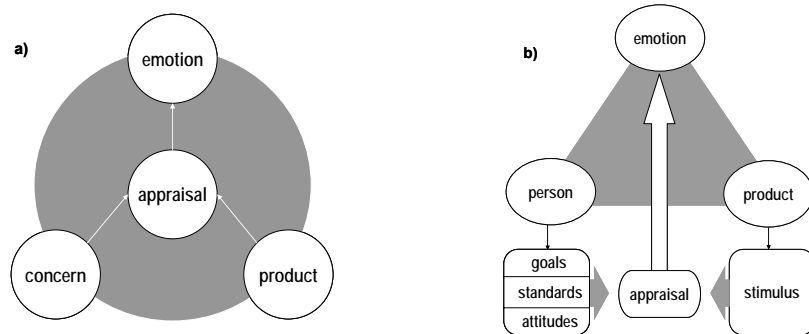 a)
emotion
appraisal
concern
product
b)
emotion
person
product
goals
standards
attitudes
appraisal
stimulus